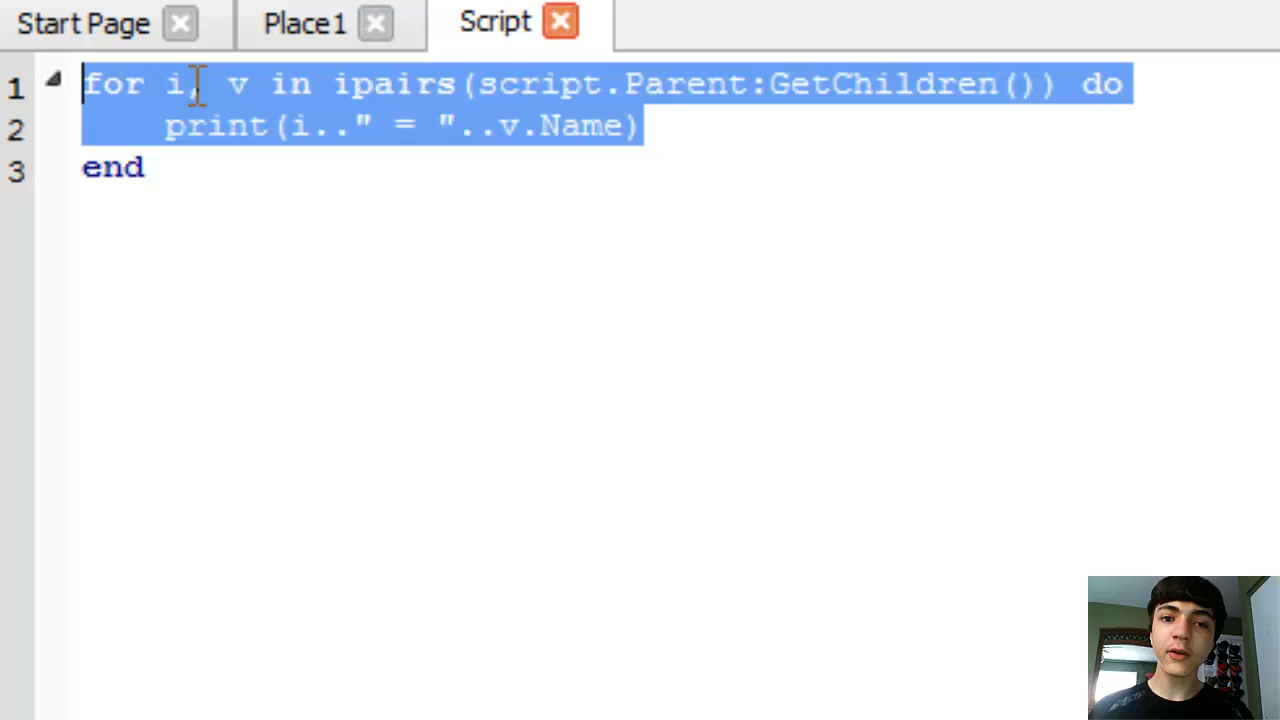 Start Page Place1 Script
1 for i, v in ipairs(script.Parent:GetChildren()) do
2 print(i.." = "..v.Name)
3 end